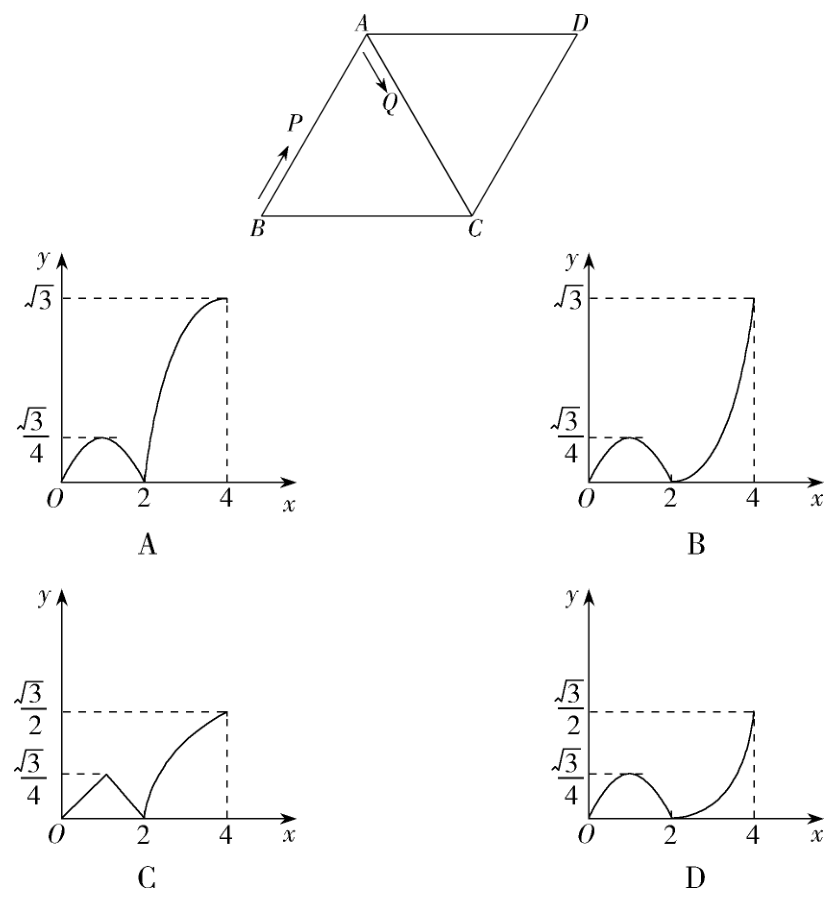 A D
Q
P
B C
y y
√3 √3
√3/4 √3/4
O 2 4 x O 2 4 x
A B
y y
√3/2 √3/2
√3/4 √3/4
O 2 4 x O 2 4 x
C D